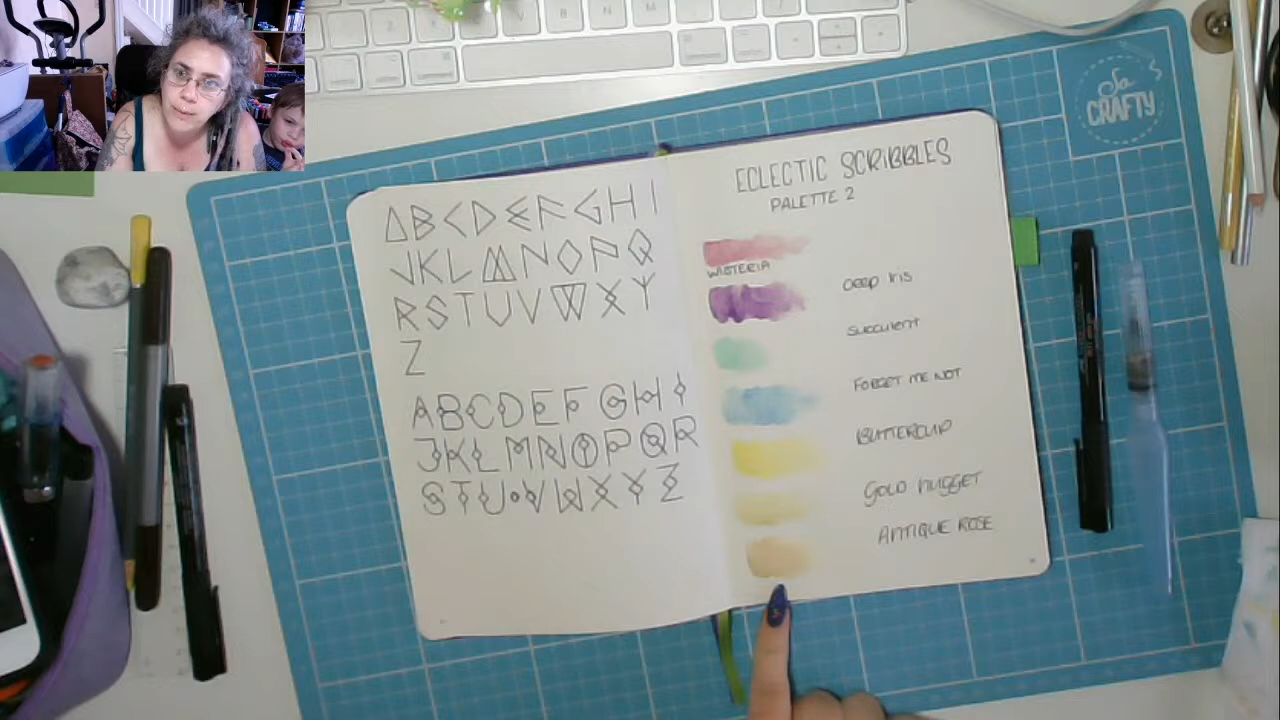 So
CRAFTY
ABCDEFGHI
JKLMNOPQ
RSTUVWXY
Z
ABCDEFGHI
JKLMNOPQR
STUVWXYZ
ECLECTIC SCRIBBLES
PALETTE 2
WISTERIA
Deep Iris
Succulent
FORGET ME NOT
BUTTERCUP
GOLD NUGGET
ANTIQUE ROSE